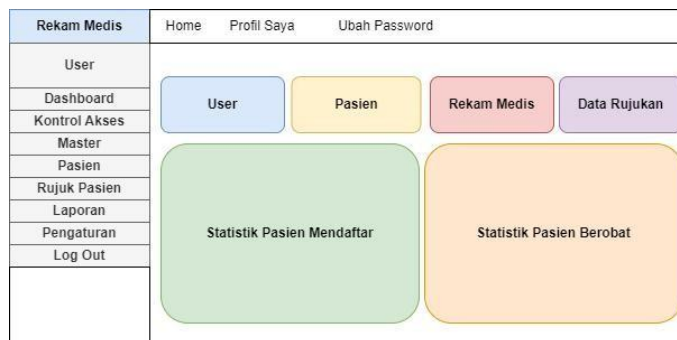 Rekam Medis
Home Profil Saya Ubah Password
User
Dashboard
Kontrol Akses
Master
Pasien
Rujuk Pasien
Laporan
Pengaturan
Log Out
User Pasien Rekam Medis Data Rujukan
Statistik Pasien Mendaftar Statistik Pasien Berobat